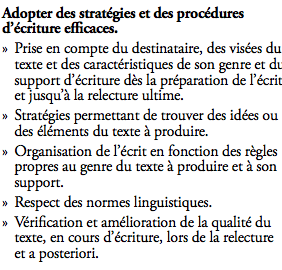 Adopter des stratégies et des procédures
d'écriture efficaces.
» Prise en compte du destinataire, des visées du
texte et des caractéristiques de son genre et du
support d'écriture dès la préparation de l'écrit
et jusqu'à la relecture ultime.
» Stratégies permettant de trouver des idées ou
des éléments du texte à produire.
» Organisation de l'écrit en fonction des règles
propres au genre du texte à produire et à son
support.
» Respect des normes linguistiques.
» Vérification et amélioration de la qualité du
texte, en cours d'écriture, lors de la relecture
et a posteriori.